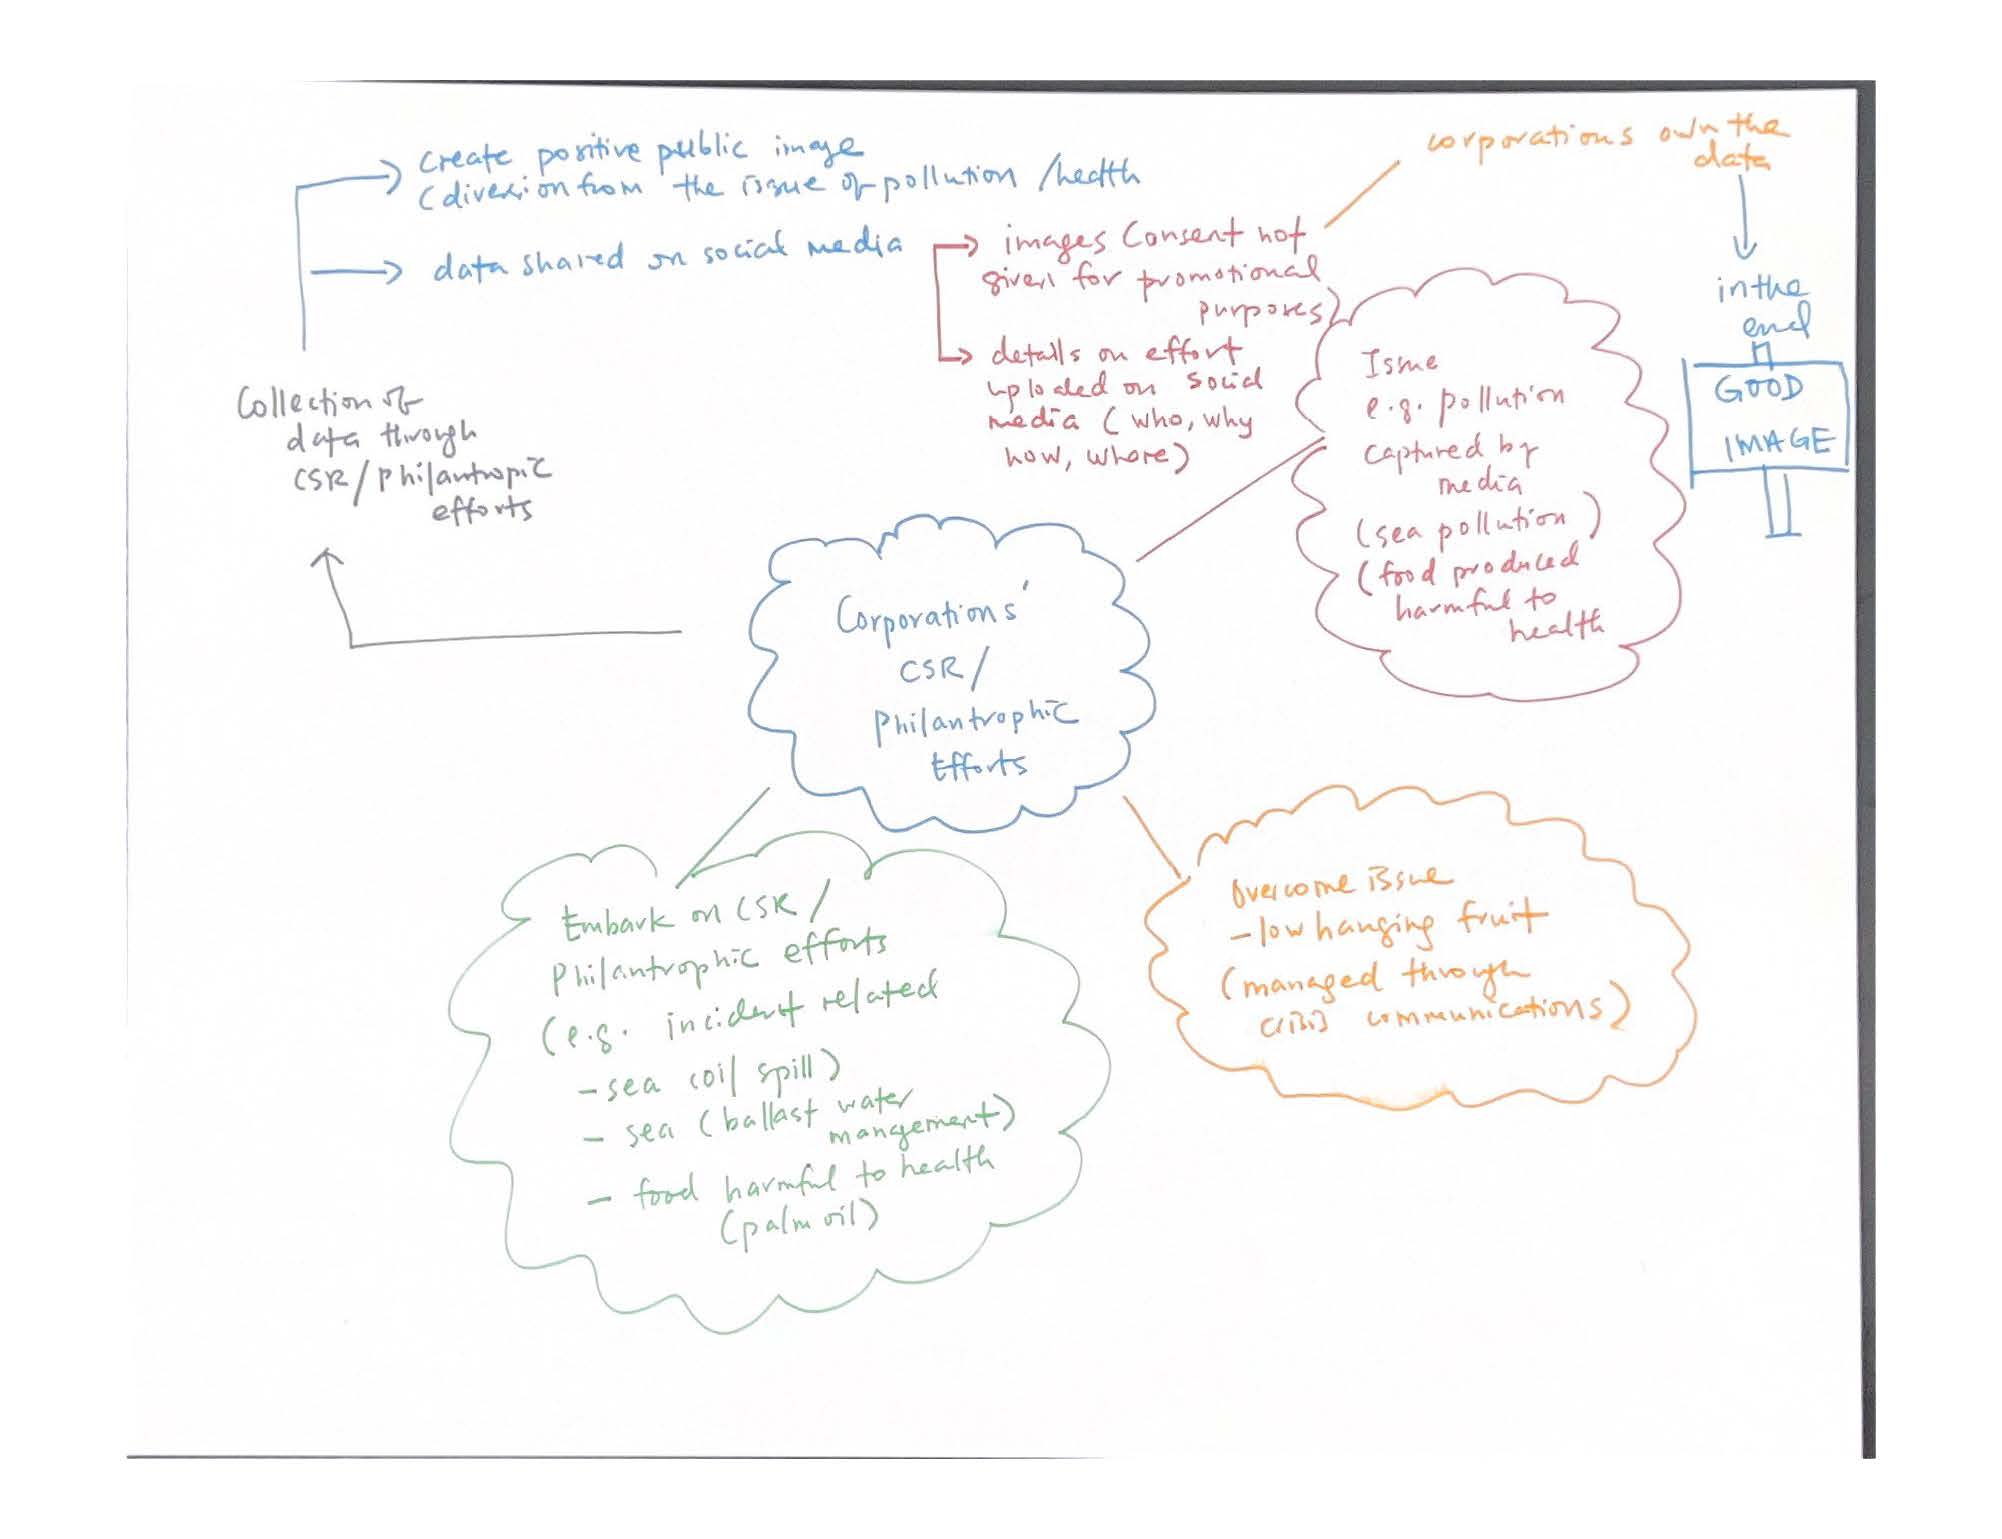 create positive public image
(diversion from the issue of pollution /health
data shared on social media
Collection of
data through
CSR/Philantropic
efforts
images Consent not
given for promotional
purposes)
details on effort
uploaded on social
media (who, why
how, where)
corporations own the
data
in the
end
GOOD
IMAGE
Issue
e.g. pollution
captured by
media
(sea pollution)
(food produced
harmful to
health
Corporations'
CSR/
Philantrophic
Efforts
Embark on CSR/
Philantrophic efforts
(e.g. incident related
- sea (oil spill)
- sea (ballast water
mangement)
- food harmful to health
(palm oil)
Overcome issue
- low hanging fruit
(managed through
crisis communications)